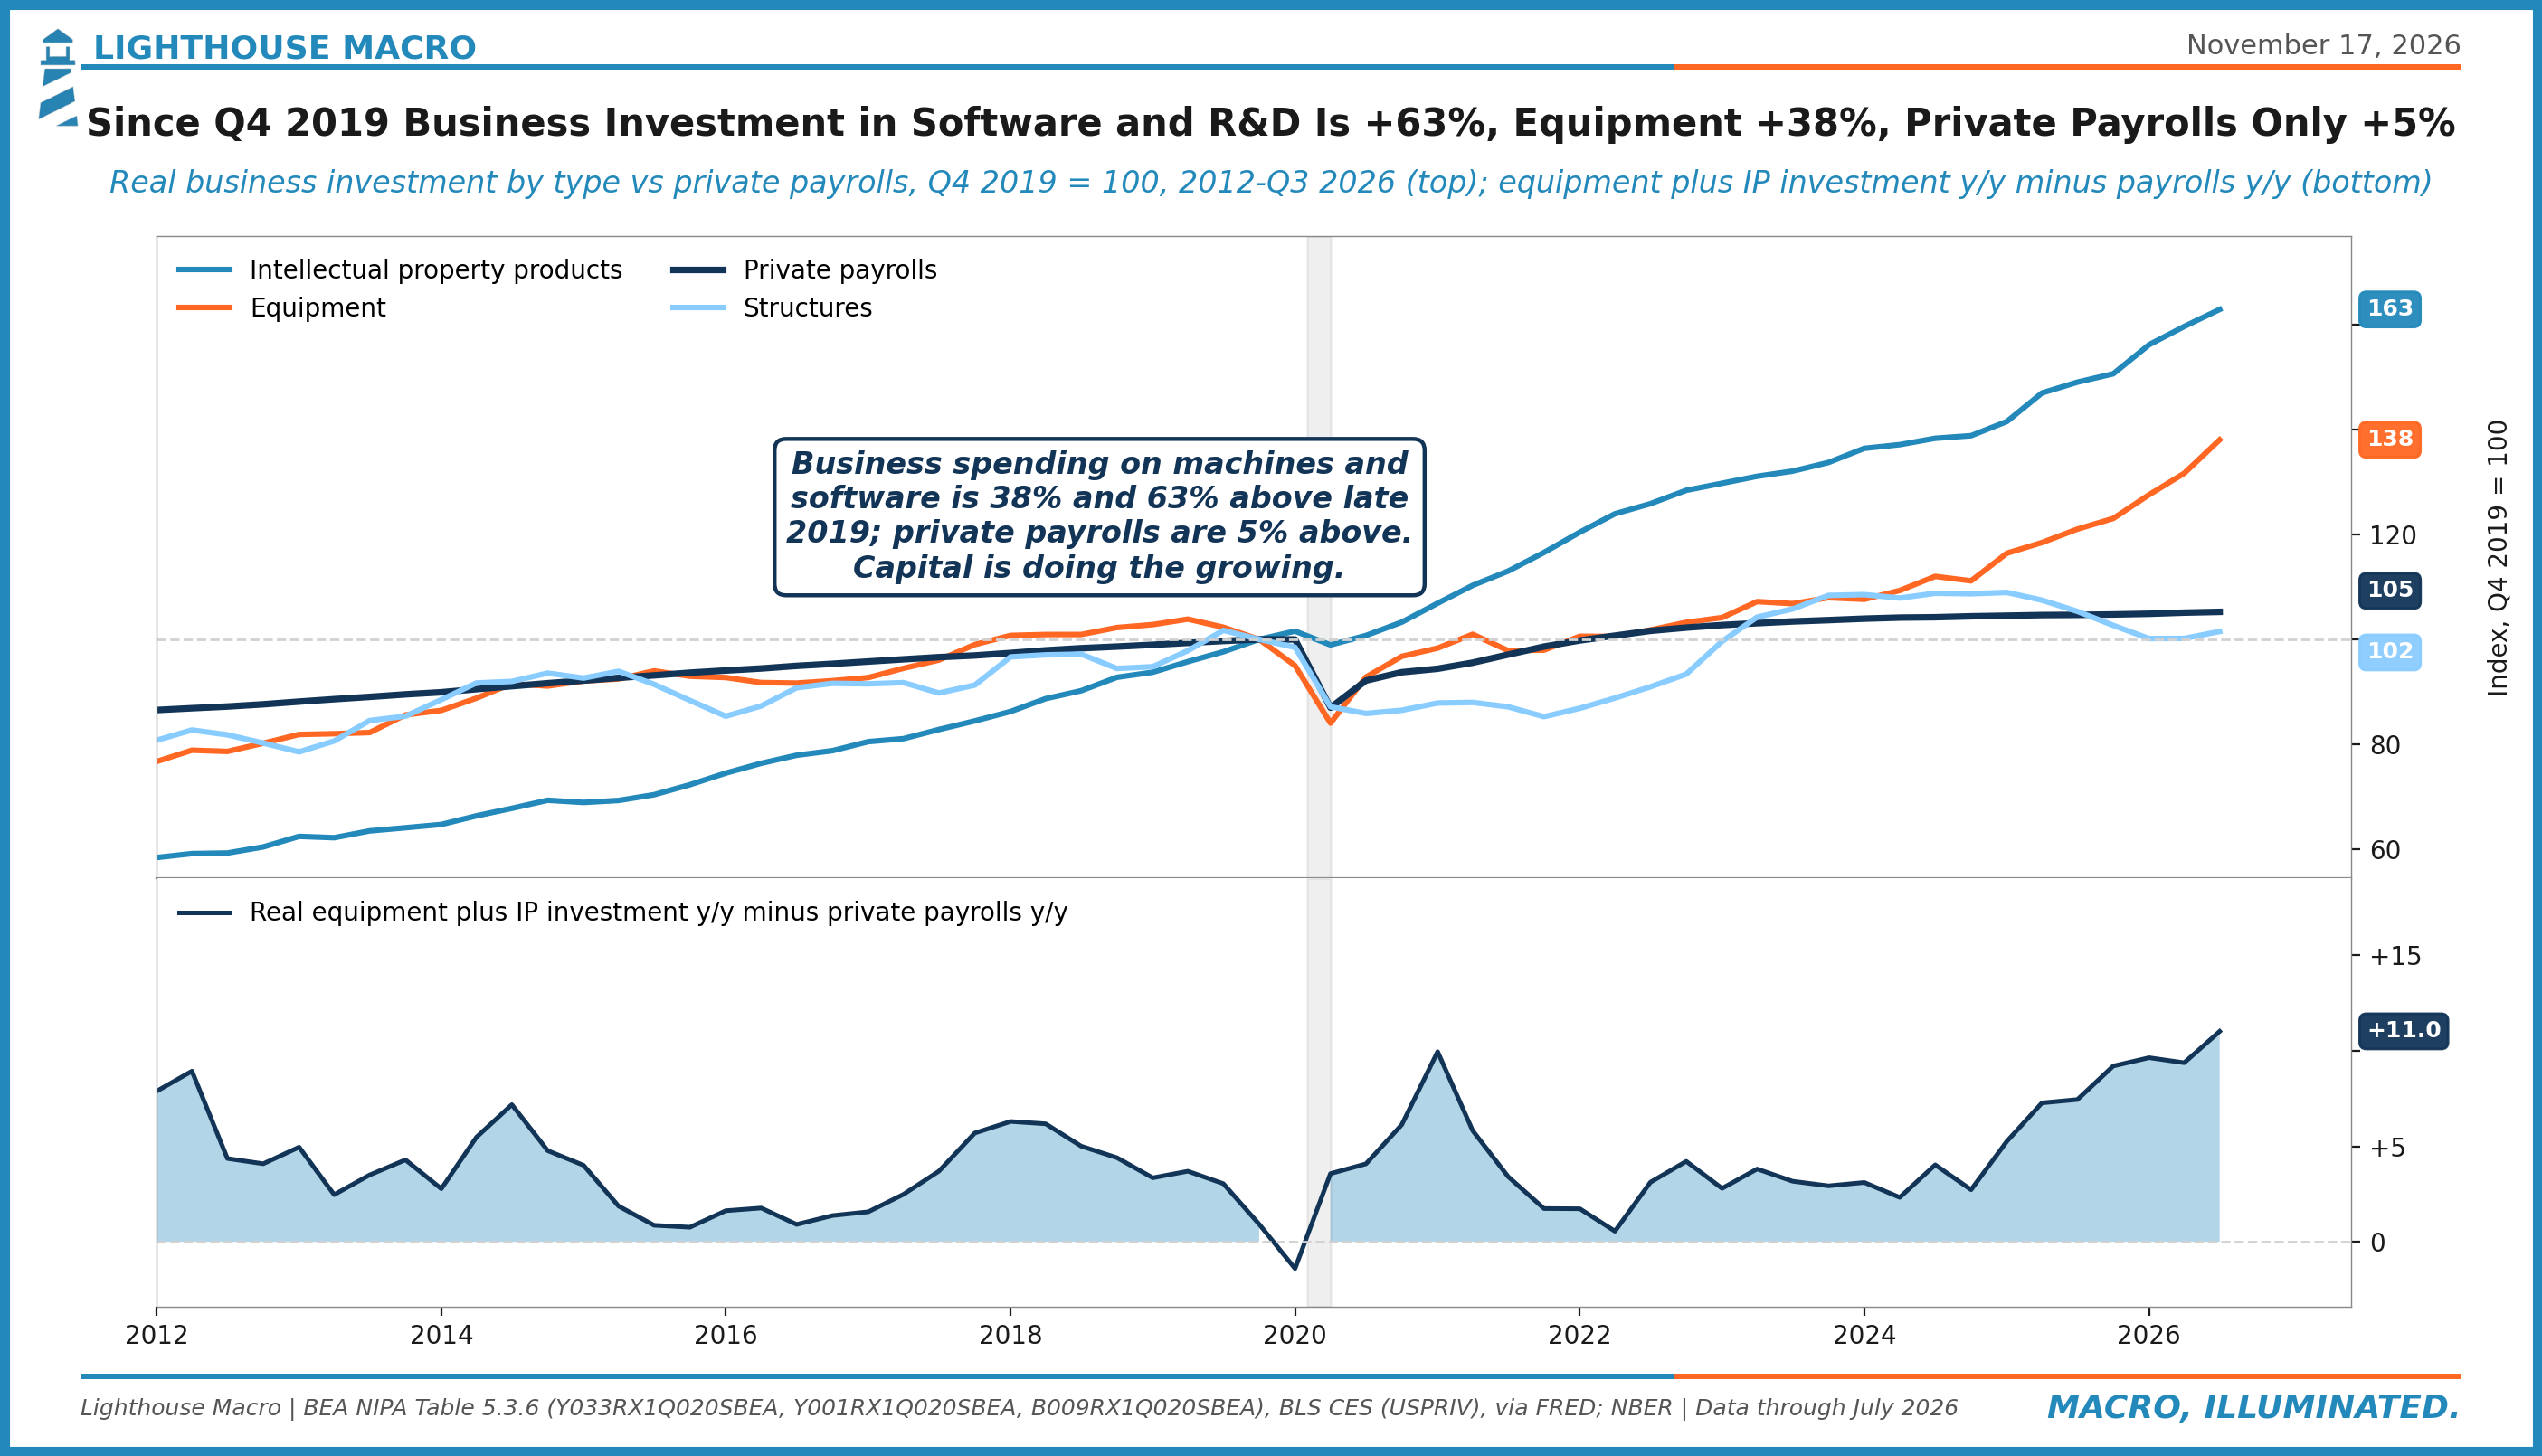 LIGHTHOUSE MACRO
November 17, 2026
Since Q4 2019 Business Investment in Software and R&D Is +63%, Equipment +38%, Private Payrolls Only +5%
Real business investment by type vs private payrolls, Q4 2019 = 100, 2012-Q3 2026 (top); equipment plus IP investment y/y minus payrolls y/y (bottom)
Intellectual property products
Equipment
Private payrolls
Structures
Business spending on machines and
software is 38% and 63% above late
2019; private payrolls are 5% above.
Capital is doing the growing.
163
138
120
105
102
80
60
Index, Q4 2019 = 100
Real equipment plus IP investment y/y minus private payrolls y/y
+15
+11.0
+5
0
2012
2014
2016
2018
2020
2022
2024
2026
Lighthouse Macro | BEA NIPA Table 5.3.6 (Y033RX1Q020SBEA, Y001RX1Q020SBEA, B009RX1Q020SBEA), BLS CES (USPRIV), via FRED; NBER | Data through July 2026
MACRO, ILLUMINATED.